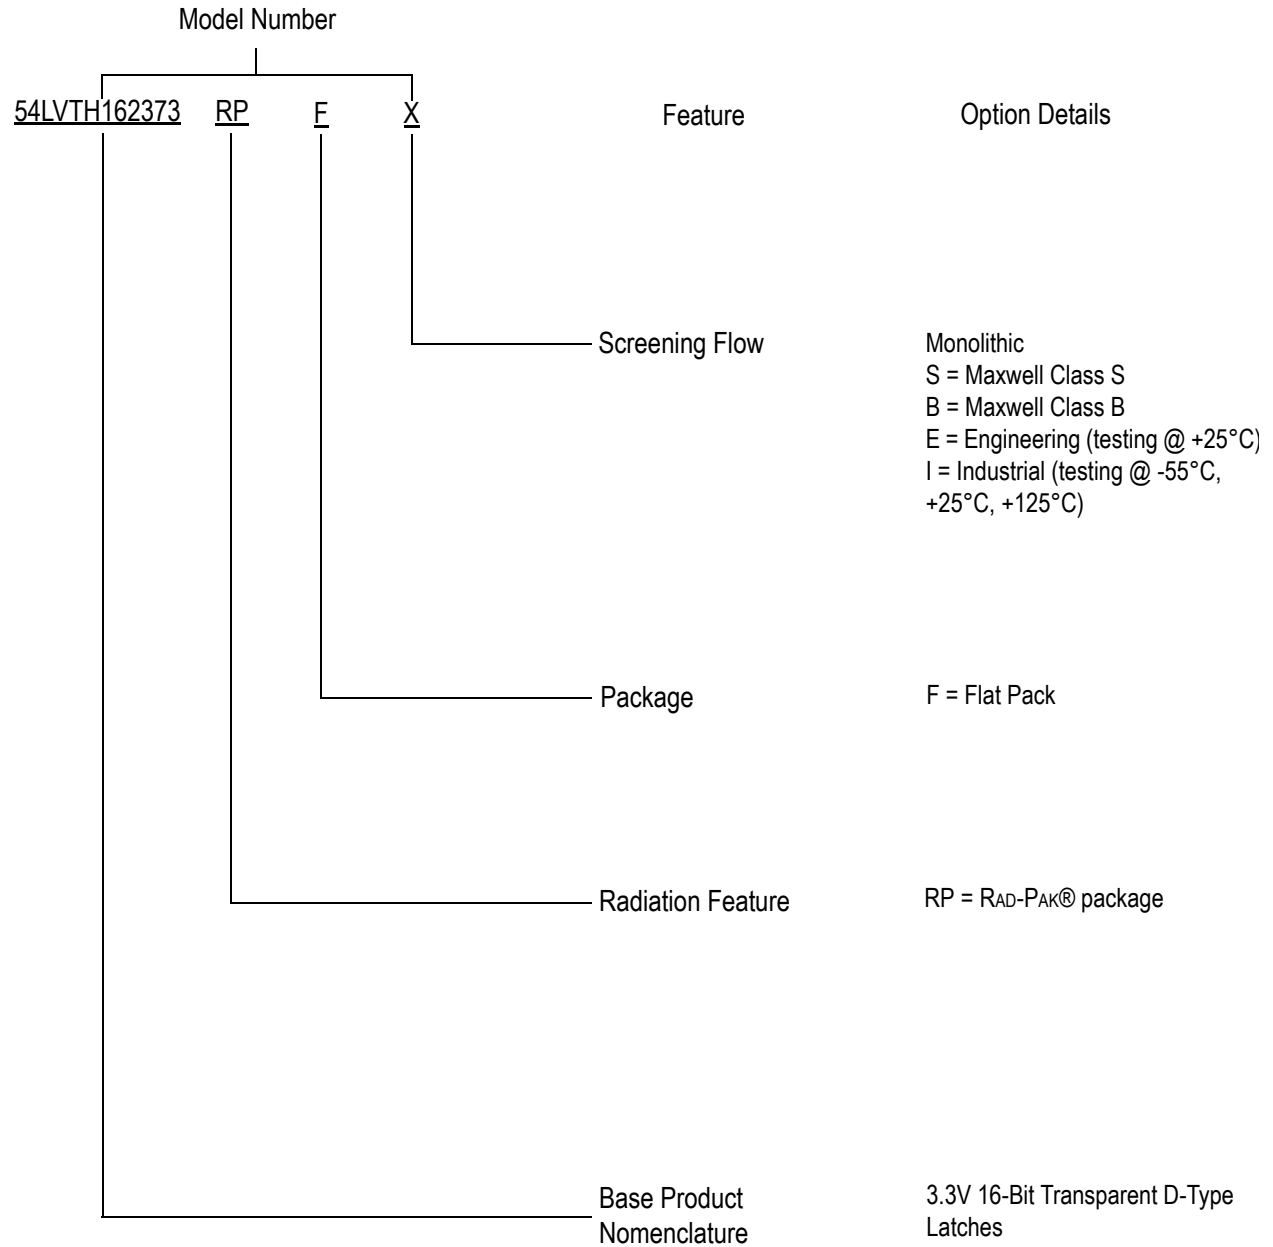 Model Number
54LVTH162373 RP F X Feature Option Details
Screening Flow
Monolithic
S = Maxwell Class S
B = Maxwell Class B
E = Engineering (testing @ +25°C)
I = Industrial (testing @ -55°C,
+25°C, +125°C)
Package
F = Flat Pack
Radiation Feature
RP = RAD-PAK® package
Base Product
Nomenclature
3.3V 16-Bit Transparent D-Type
Latches